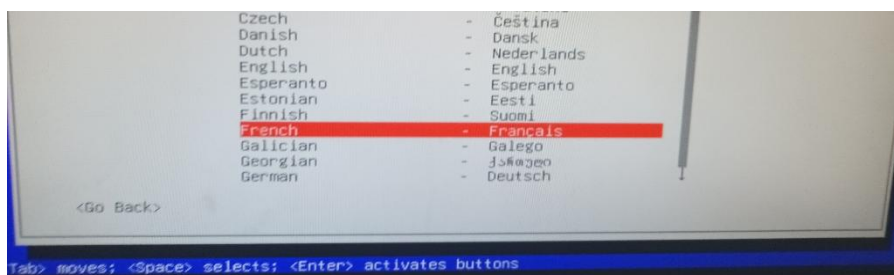 Czech - Čeština
Danish - Dansk
Dutch - Nederlands
English - English
Esperanto - Esperanto
Estonian - Eesti
Finnish - Suomi
French - Français
Galician - Galego
Georgian - ქართული
German - Deutsch
<Go Back>
Tab> moves; <Space> selects; <Enter> activates buttons